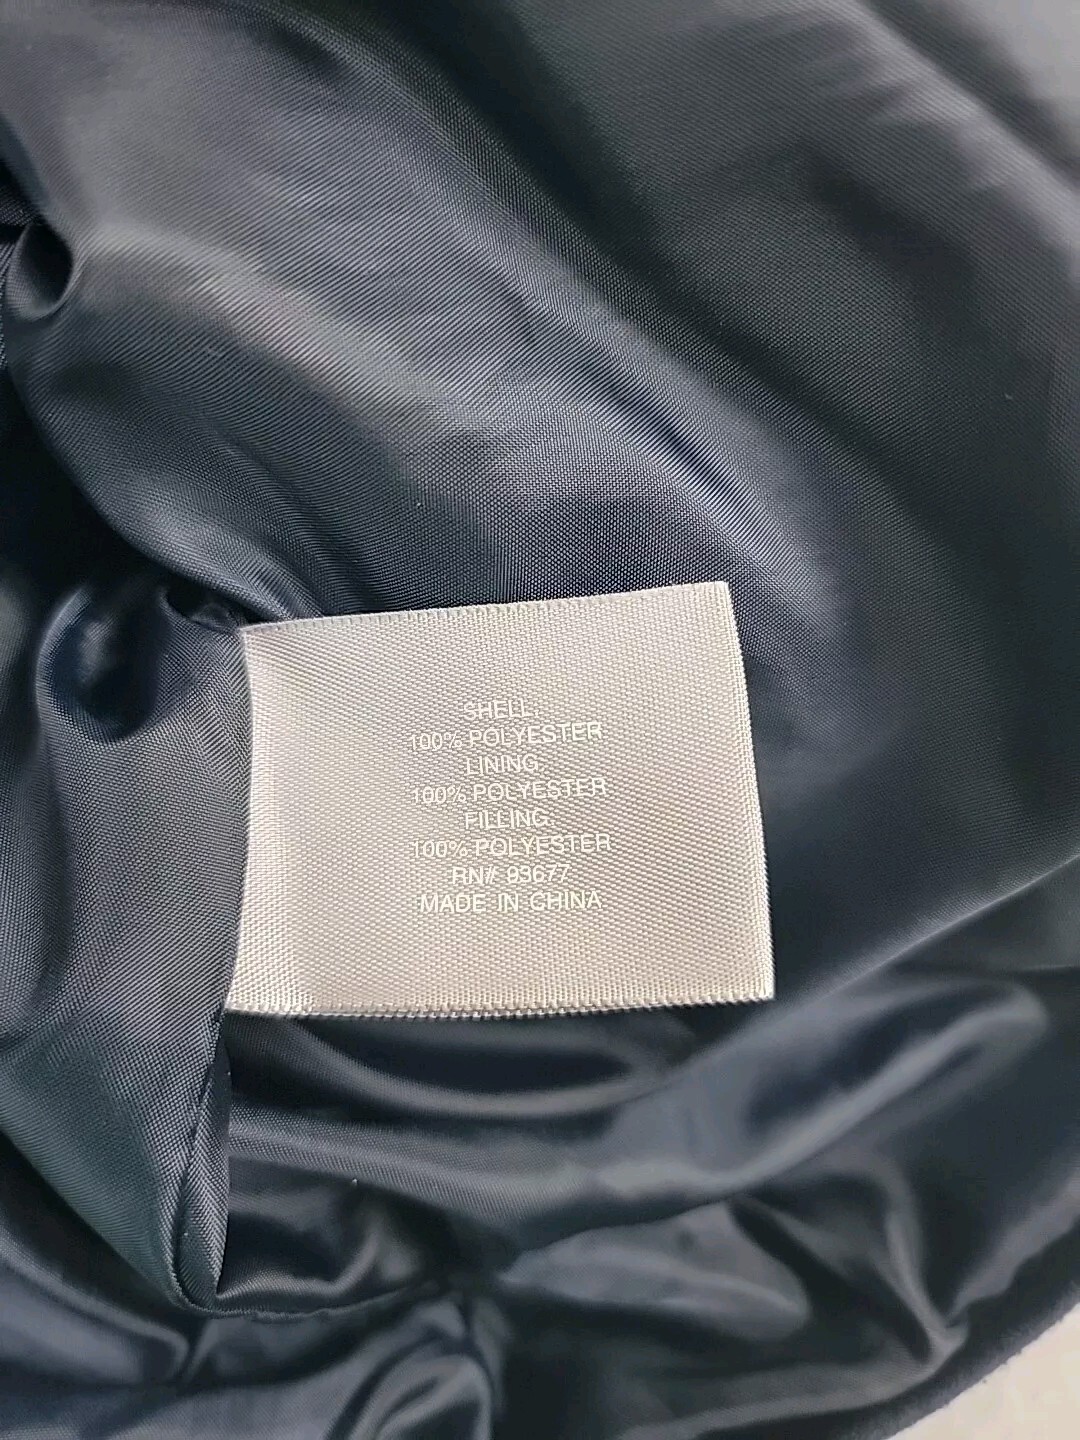 SHELL:
100% POLYESTER
LINING:
100% POLYESTER
FILLING:
100% POLYESTER
RN# 93677
MADE IN CHINA